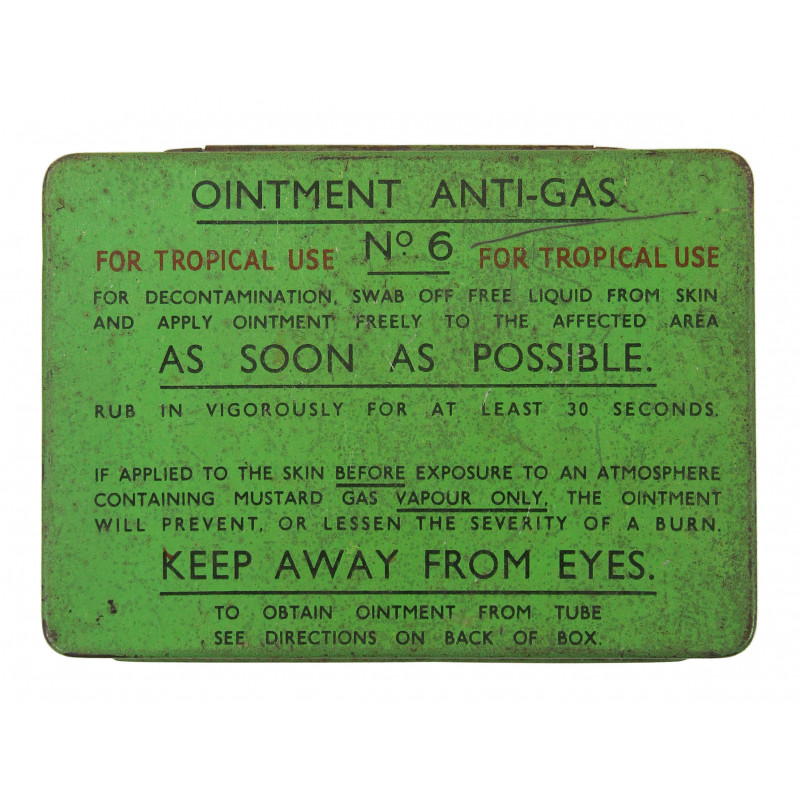 OINTMENT ANTI-GAS.
Nº 6
FOR TROPICAL USE FOR TROPICAL USE
FOR DECONTAMINATION, SWAB OFF FREE LIQUID FROM SKIN
AND APPLY OINTMENT FREELY TO THE AFFECTED AREA
AS SOON AS POSSIBLE.
RUB IN VIGOROUSLY FOR AT LEAST 30 SECONDS.
IF APPLIED TO THE SKIN BEFORE EXPOSURE TO AN ATMOSPHERE
CONTAINING MUSTARD GAS VAPOUR ONLY, THE OINTMENT
WILL PREVENT, OR LESSEN THE SEVERITY OF A BURN.
KEEP AWAY FROM EYES.
TO OBTAIN OINTMENT FROM TUBE
SEE DIRECTIONS ON BACK OF BOX.